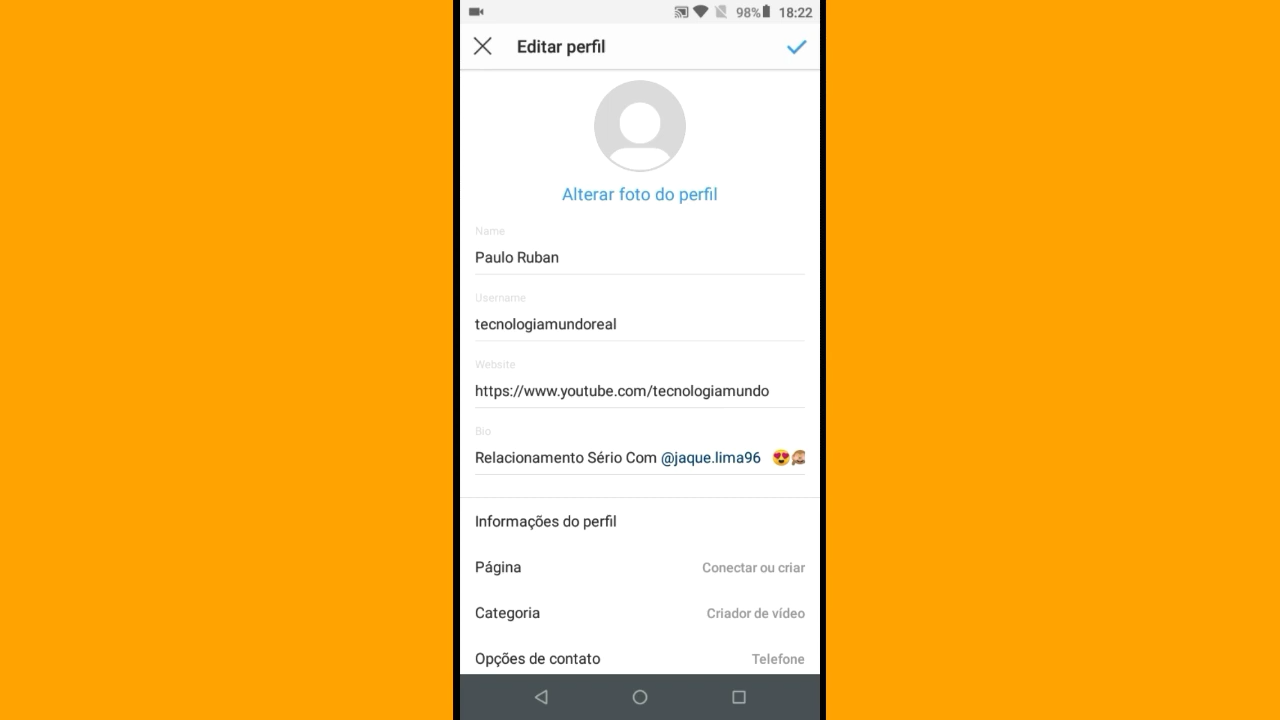 98% 18:22
Editar perfil
Alterar foto do perfil
Name
Paulo Ruban
Username
tecnologiamundoreal
Website
https://www.youtube.com/tecnologiamundo
Bio
Relacionamento Sério Com @jaque.lima96 😍🙈
Informações do perfil
Página Conectar ou criar
Categoria Criador de vídeo
Opções de contato Telefone